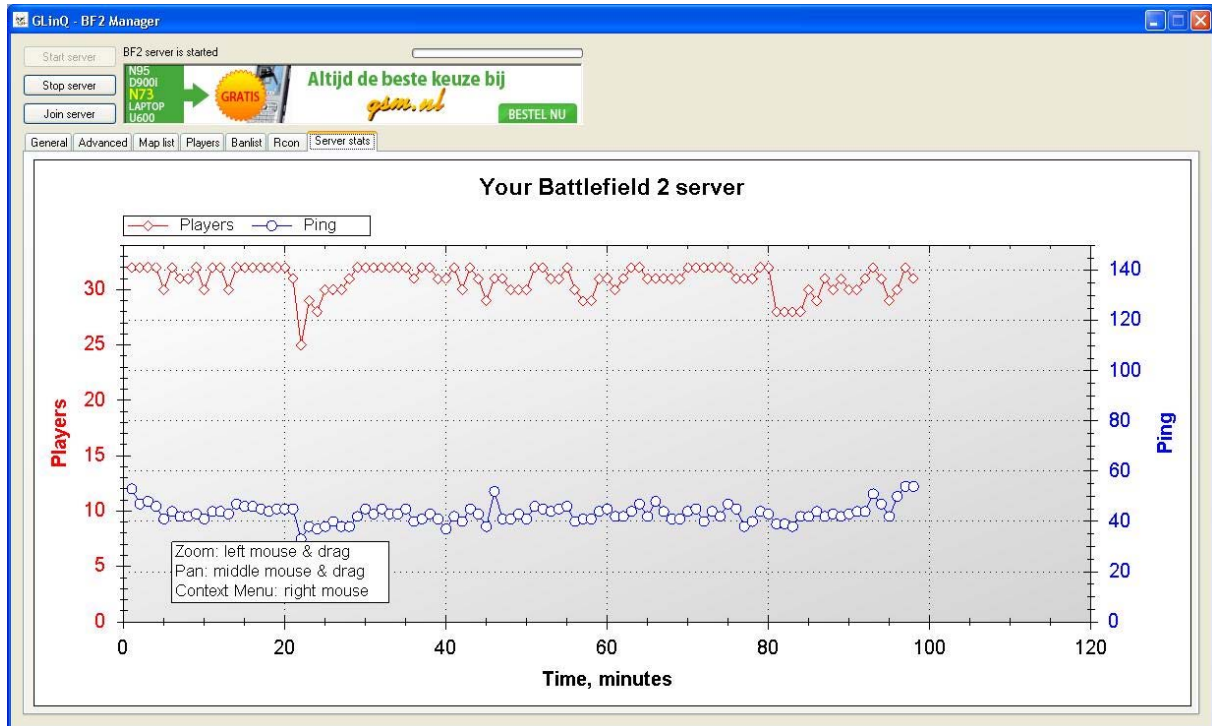 GLinQ - BF2 Manager
Start server
BF2 server is started
Stop server
Join server
N95
D900I
N73
LAPTOP
U600
GRATIS
Altijd de beste keuze bij
gsm.nl
BESTEL NU
General Advanced Map list Players Banlist Rcon Server stats
Your Battlefield 2 server
Players Ping
30
25
20
15
10
5
0
Players
140
120
100
80
60
40
20
0
Ping
Zoom: left mouse & drag
Pan: middle mouse & drag
Context Menu: right mouse
0 20 40 60 80 100 120
Time, minutes